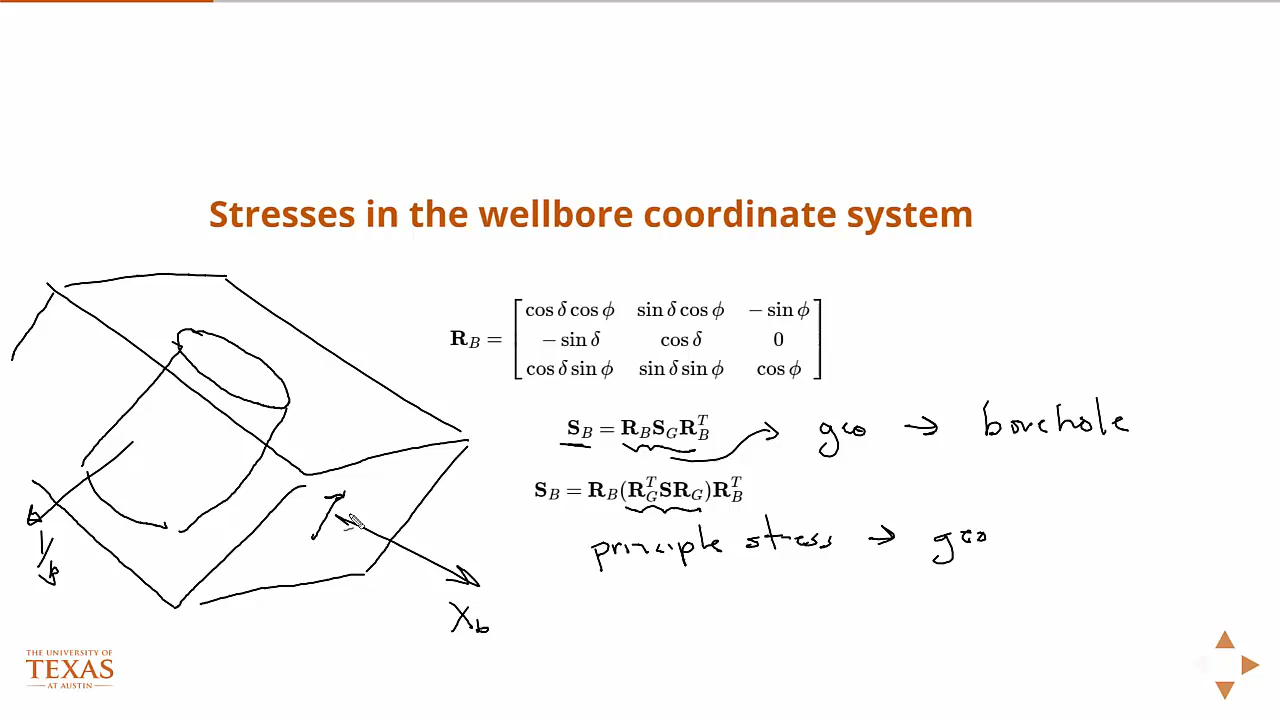 Stresses in the wellbore coordinate system
R_B = [ cos δ cos ϕ  sin δ cos ϕ  − sin ϕ
− sin δ  cos δ  0
cos δ sin ϕ  sin δ sin ϕ  cos ϕ ]
S_B = R_B S_G R_B^T → geo → borehole
S_B = R_B(R_G^T S R_G)R_B^T
principle stress → geo
X_b
THE UNIVERSITY OF
TEXAS
AT AUSTIN